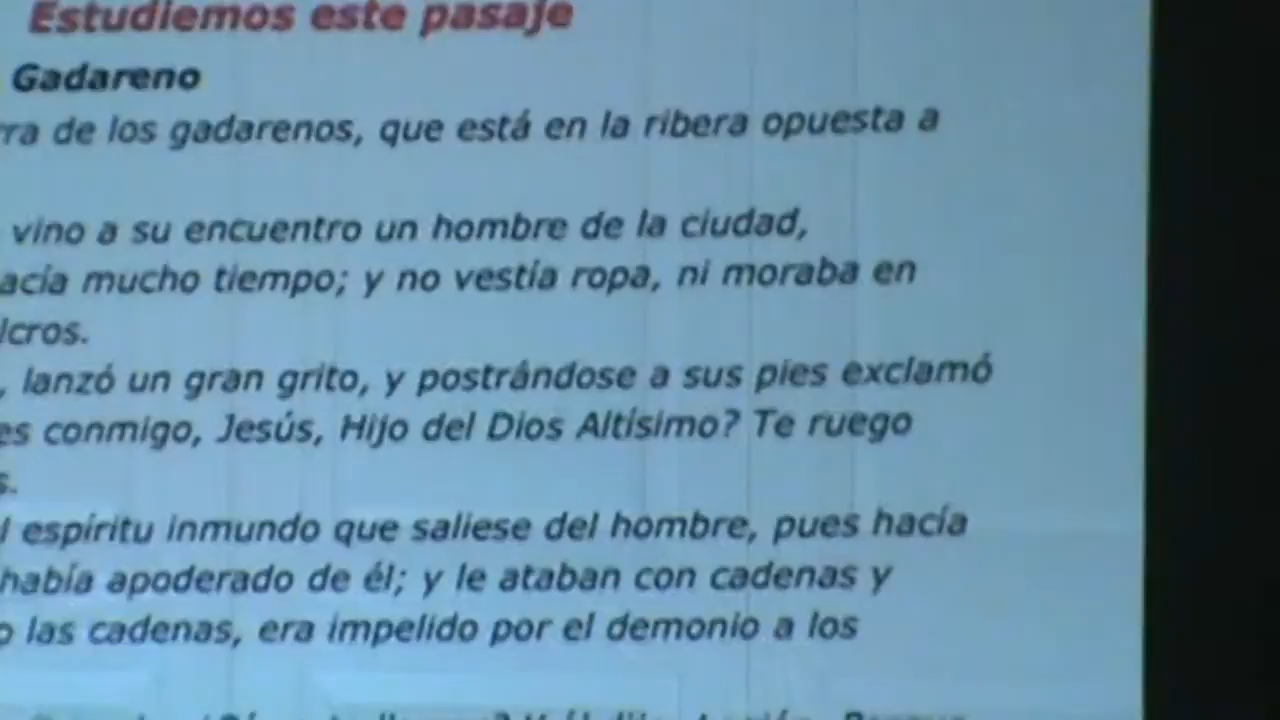 Estudiemos este pasaje
Gadareno
rra de los gadarenos, que está en la ribera opuesta a
vino a su encuentro un hombre de la ciudad,
acía mucho tiempo; y no vestía ropa, ni moraba en
lcros.
, lanzó un gran grito, y postrándose a sus pies exclamó
es conmigo, Jesús, Hijo del Dios Altísimo? Te ruego
s.
l espíritu inmundo que saliese del hombre, pues hacía
había apoderado de él; y le ataban con cadenas y
o las cadenas, era impelido por el demonio a los